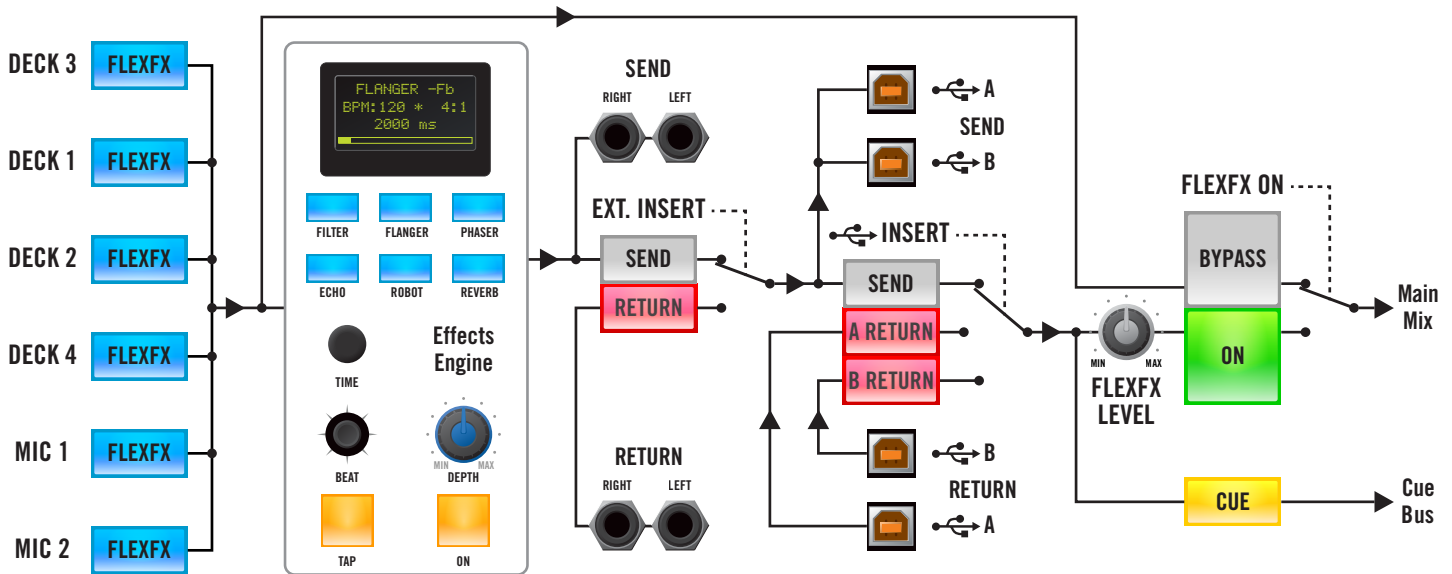 DECK 3
FLEXFX
DECK 1
FLEXFX
DECK 2
FLEXFX
DECK 4
FLEXFX
MIC 1
FLEXFX
MIC 2
FLEXFX
FLANGER -Fb
BPM:120 * 4:1
2000 ms
FILTER
FLANGER
PHASER
ECHO
ROBOT
REVERB
Effects
Engine
TIME
BEAT
MIN
MAX
DEPTH
TAP
ON
SEND
RIGHT
LEFT
EXT. INSERT
SEND
RETURN
RETURN
RIGHT
LEFT
A
SEND
B
INSERT
SEND
A RETURN
B RETURN
B
RETURN
A
FLEXFX ON
BYPASS
ON
MIN
MAX
FLEXFX
LEVEL
CUE
Main
Mix
Cue
Bus